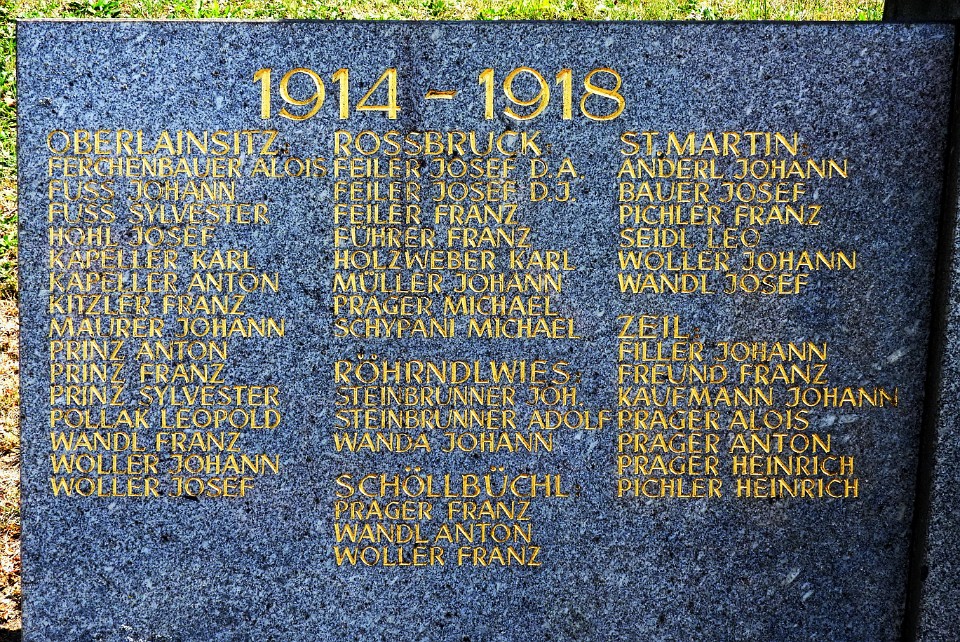 1914 - 1918
OBERLAINSITZ:
FERCHENBAUER ALOIS
FUSS JOHANN
FUSS SYLVESTER
HÖHL JOSEF
KAPELLER KARL
KAPELLER ANTON
KITZLER FRANZ
MAURER JOHANN
PRINZ ANTON
PRINZ FRANZ
PRINZ SYLVESTER
POLLAK LEOPOLD
WANDL FRANZ
WOLLER JOHANN
WOLLER JOSEF
ROSSBRUCK:
FEILER JOSEF D.A.
FEILER JOSEF D.J.
FEILER FRANZ
FÜHRER FRANZ
HOLZWEBER KARL
MÜLLER JOHANN
PRAGER MICHAEL
SCHYPANI MICHAEL
RÖHRNDLWIES:
STEINBRUNNER JOH.
STEINBRUNNER ADOLF
WANDA JOHANN
SCHÖLLBÜCHL:
PRAGER FRANZ
WANDL ANTON
WOLLER FRANZ
ST. MARTIN:
ANDERL JOHANN
BAUER JOSEF
PICHLER FRANZ
SEIDL LEO
WOLLER JOHANN
WANDL JOSEF
ZEIL:
FILLER JOHANN
FREUND FRANZ
KAUFMANN JOHANN
PRAGER ALOIS
PRAGER ANTON
PRAGER HEINRICH
PICHLER HEINRICH